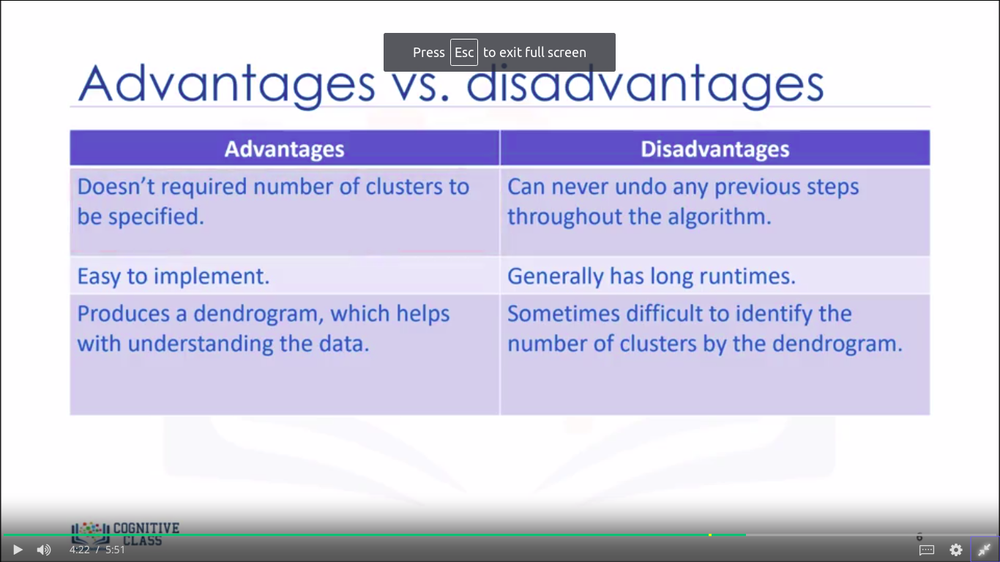 Press Esc to exit full screen
Advantages vs. disadvantages
Advantages
Disadvantages
Doesn't required number of clusters to
be specified.
Can never undo any previous steps
throughout the algorithm.
Easy to implement.
Generally has long runtimes.
Produces a dendrogram, which helps
with understanding the data.
Sometimes difficult to identify the
number of clusters by the dendrogram.
COGNITIVE
CLASS
6
4:22 / 5:51